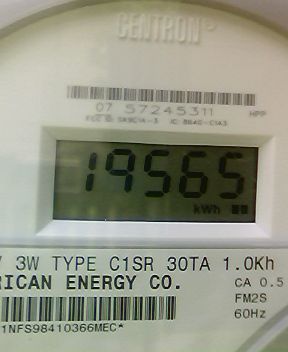 CENTRON
07 57245311 HPP
19565
kWh
V 3W TYPE C1SR 30TA 1.0Kh
RICAN ENERGY CO. CA 0.5
FM2S
60Hz
1NFS98410366MEC*